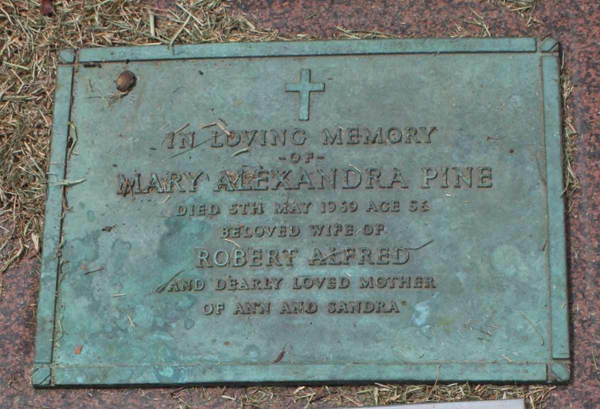 IN LOVING MEMORY
-OF-
MARY ALEXANDRA PINE
DIED 5TH MAY 1969 AGE 56
BELOVED WIFE OF
ROBERT ALFRED
AND DEARLY LOVED MOTHER
OF ANN AND SANDRA